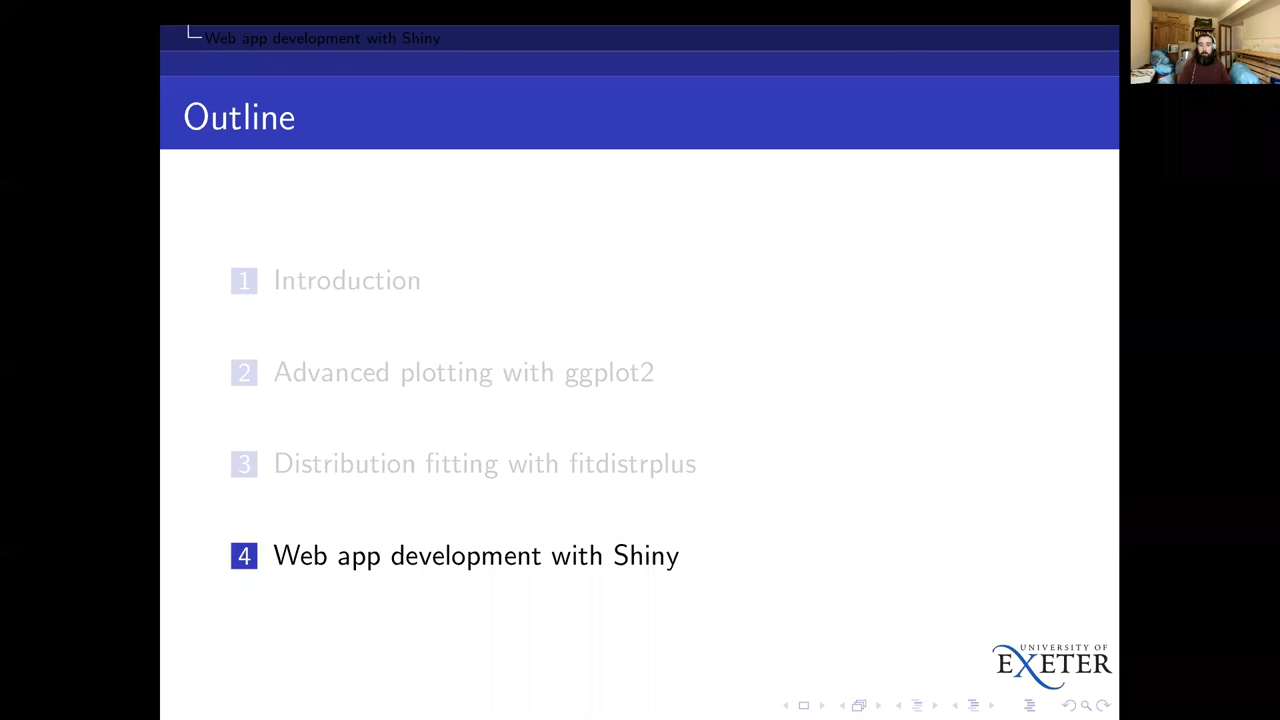 Web app development with Shiny
Outline
1 Introduction
2 Advanced plotting with ggplot2
3 Distribution fitting with fitdistrplus
4 Web app development with Shiny
UNIVERSITY OF
EXETER